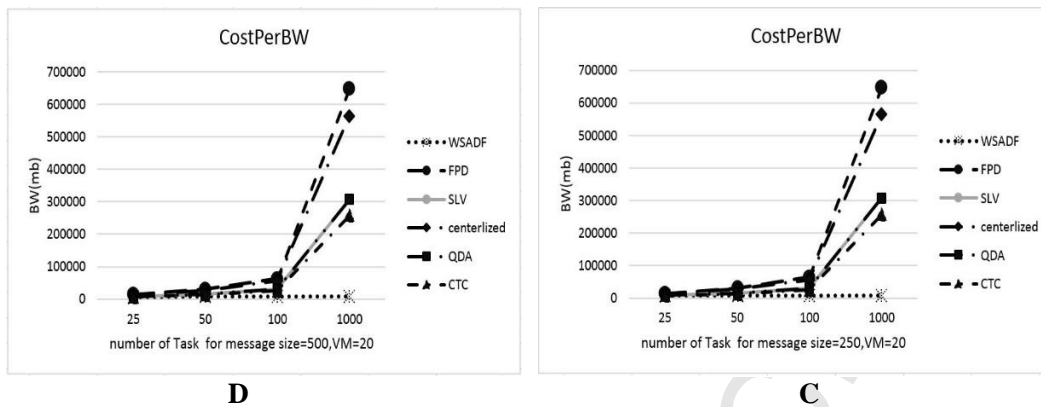 CostPerBW
700000
600000
500000
400000
300000
200000
100000
0
BW(mb)
25 50 100 1000
number of Task for message size=500,VM=20
WSADF
FPD
SLV
centerlized
QDA
CTC
D
CostPerBW
700000
600000
500000
400000
300000
200000
100000
0
BW(mb)
25 50 100 1000
number of Task for message size=250,VM=20
WSADF
FPD
SLV
centerlized
QDA
CTC
C